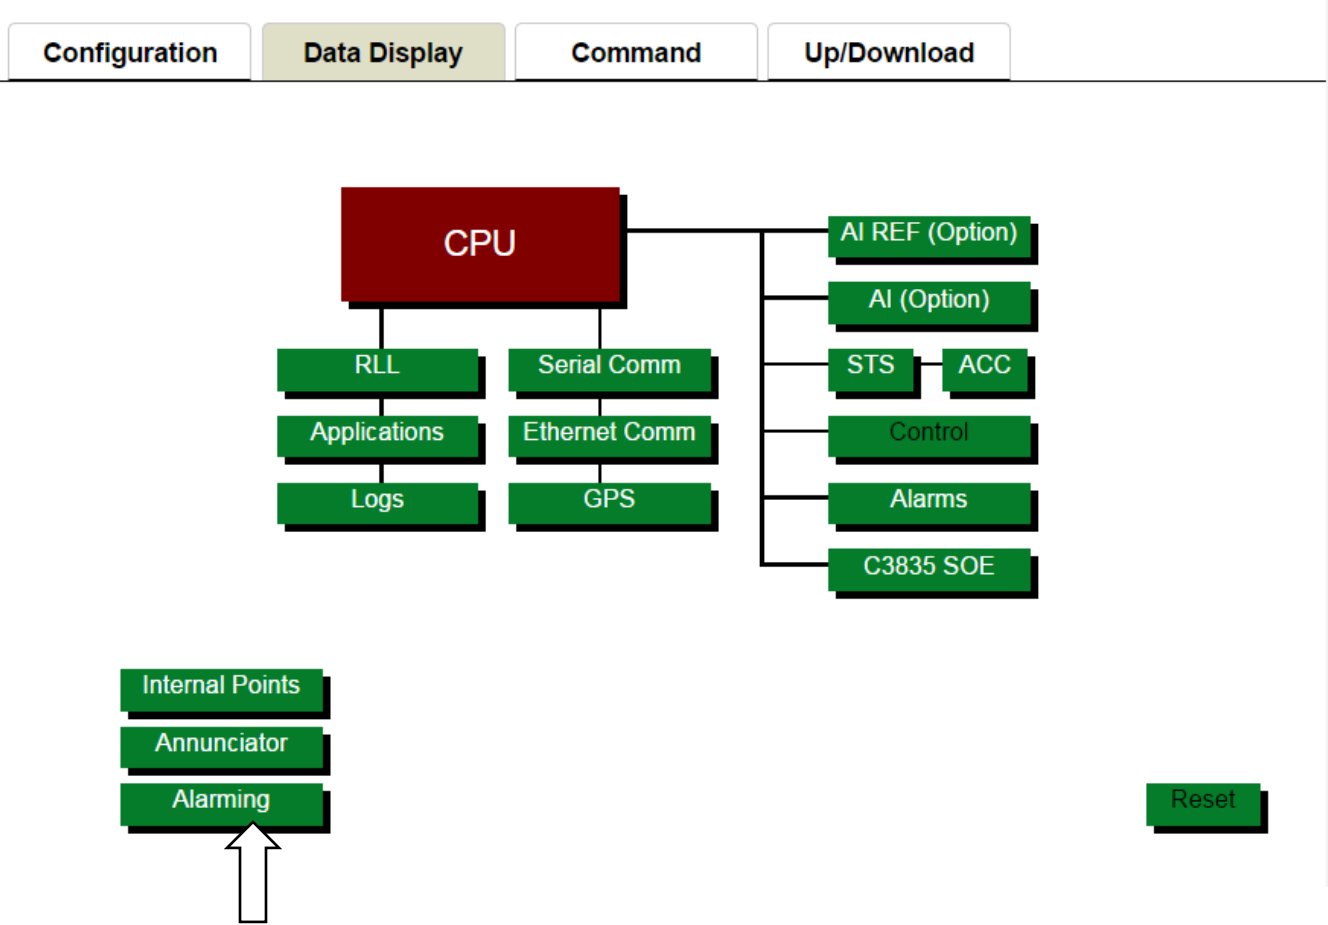 Configuration
Data Display
Command
Up/Download
CPU
AI REF (Option)
AI (Option)
RLL
Serial Comm
STS
ACC
Applications
Ethernet Comm
Control
Logs
GPS
Alarms
C3835 SOE
Internal Points
Annunciator
Alarming
Reset